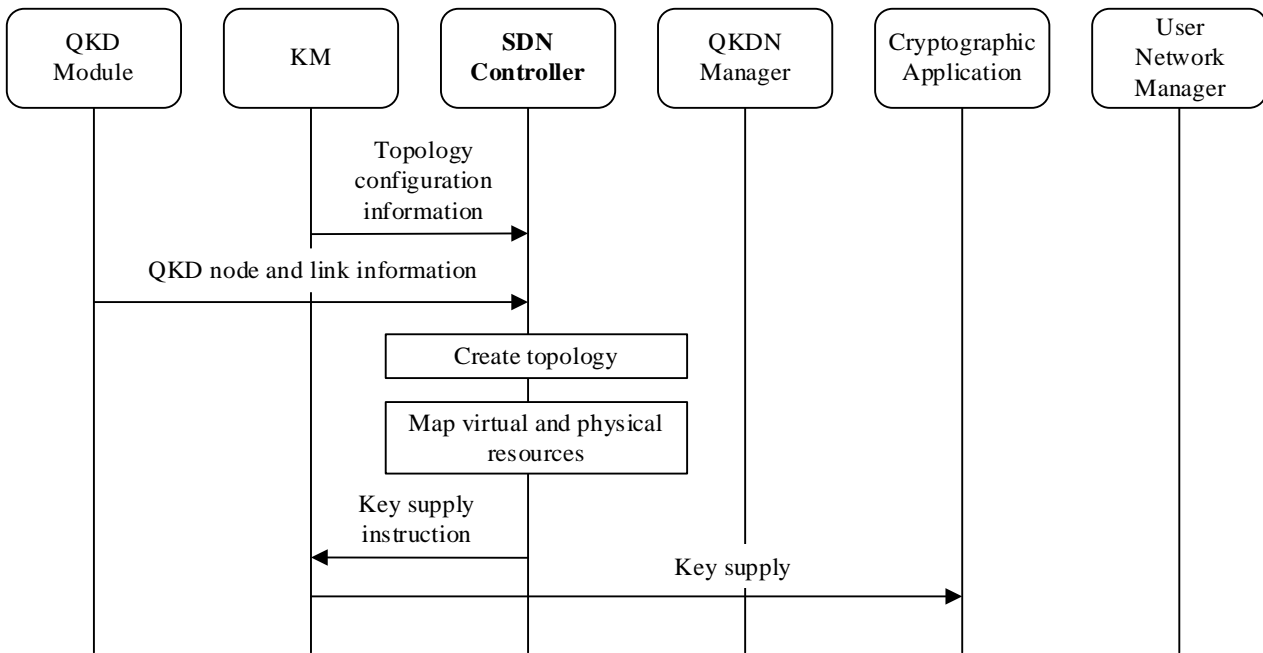 QKD
Module
KM
SDN
Controller
QKDN
Manager
Cryptographic
Application
User
Network
Manager
Topology
configuration
information
QKD node and link information
Create topology
Map virtual and physical
resources
Key supply
instruction
Key supply